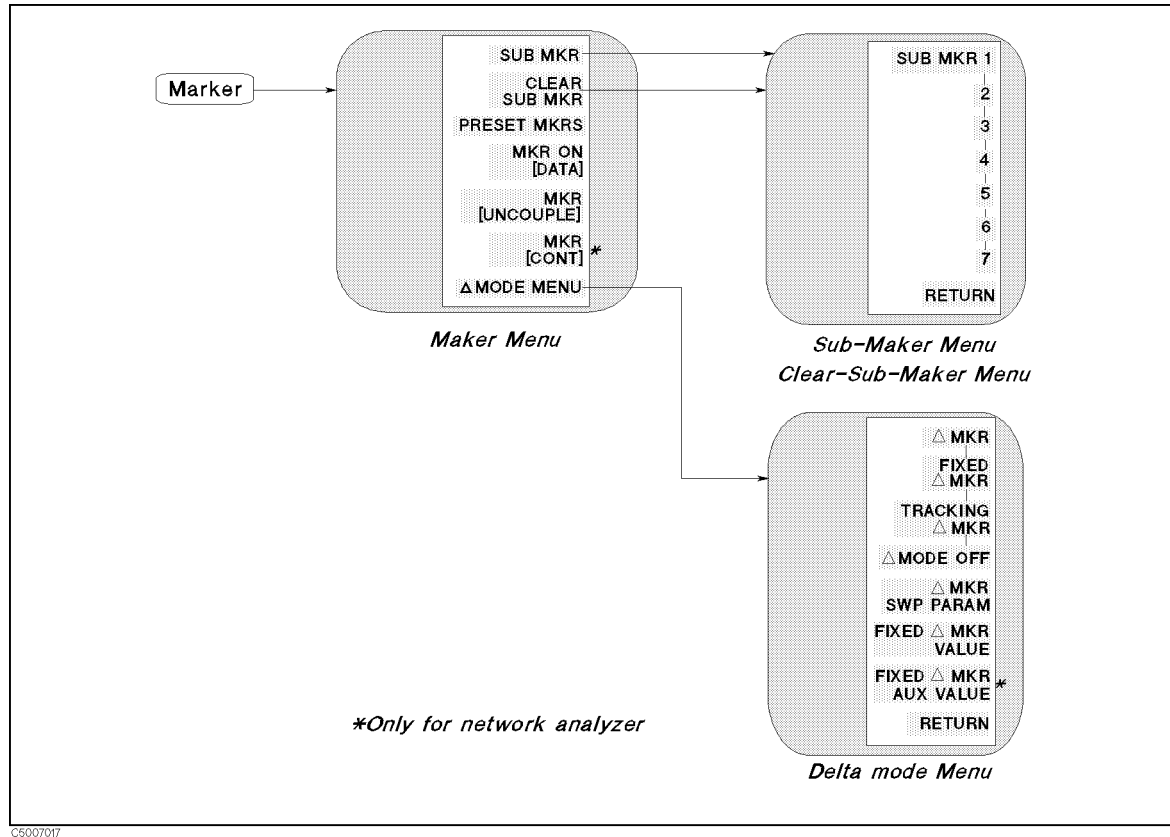 Marker
SUB MKR
CLEAR
SUB MKR
PRESET MKRS
MKR ON
[DATA]
MKR
[UNCOUPLE]
MKR
[CONT] *
Δ MODE MENU
Maker Menu
SUB MKR 1
2
3
4
5
6
7
RETURN
Sub-Maker Menu
Clear-Sub-Maker Menu
Δ MKR
FIXED
Δ MKR
TRACKING
Δ MKR
Δ MODE OFF
Δ MKR
SWP PARAM
FIXED Δ MKR
VALUE
FIXED Δ MKR
AUX VALUE *
RETURN
Delta mode Menu
*Only for network analyzer
C5007017